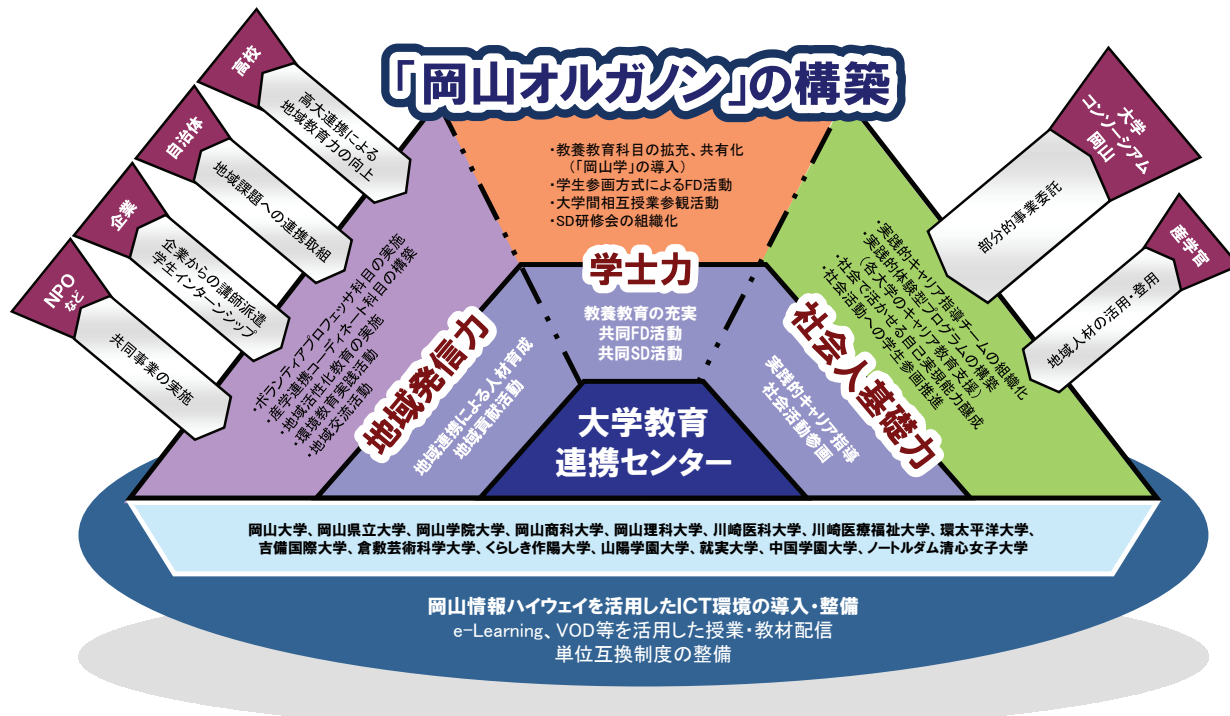 「岡山オルガノン」の構築
高校
高大連携による
地域教育力の向上
自治体
地域課題への連携取組
企業
企業からの講師派遣
学生インターンシップ
NPO
など
共同事業の実施
大学
コンソーシアム
岡山
部分的事業委託
産学官
地域人材の活用・登用
・教養教育科目の拡充、共有化
（「岡山学」の導入）
・学生参画方式によるFD活動
・大学間相互授業参観活動
・SD研修会の組織化
学士力
教養教育の充実
共同FD活動
共同SD活動
・ボランティアプロフェッサ科目の実施
・産学連携コーディネート科目の構築
・地域活性化教育の実施
・環境教育実践活動
・地域交流活動
地域発信力
地域連携による人材育成
地域貢献活動
・実践的キャリア指導チームの組織化
・実践的体験型プログラムの構築
（各大学のキャリア教育支援）
・社会で活かせる自己実現能力醸成
・社会活動への学生参画推進
社会人基礎力
実践的キャリア指導
社会活動参画
大学教育
連携センター
岡山大学、岡山県立大学、岡山学院大学、岡山商科大学、岡山理科大学、川崎医科大学、川崎医療福祉大学、環太平洋大学、
吉備国際大学、倉敷芸術科学大学、くらしき作陽大学、山陽学園大学、就実大学、中国学園大学、ノートルダム清心女子大学
岡山情報ハイウェイを活用したICT環境の導入・整備
e-Learning、VOD等を活用した授業・教材配信
単位互換制度の整備